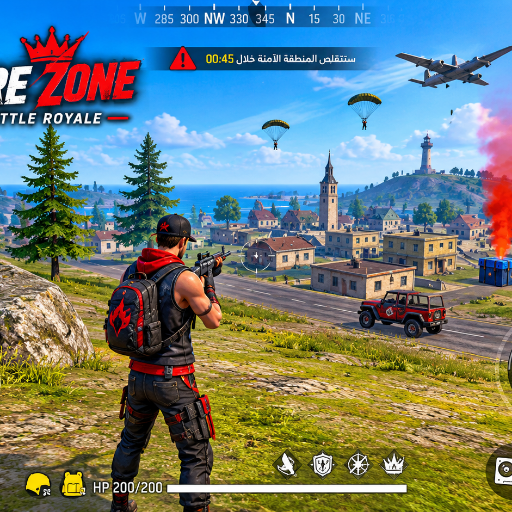 W 285 300 NW 330 345 N 15 30 NE
RE ZONE
TTLE ROYALE
ستتقلص المنطقة الآمنة خلال 00:45
HP 200/200